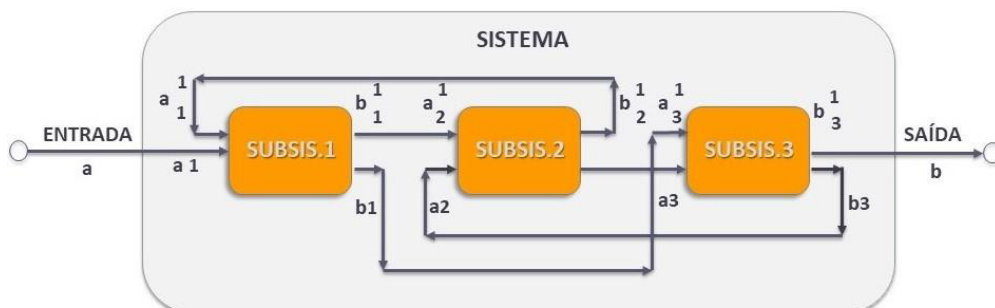 SISTEMA
a 1 1
b 1 1
a 1 2
b 1 2
a 1 3
b 1 3
ENTRADA
SUBSIS.1
SUBSIS.2
SUBSIS.3
SAÍDA
a
a 1
b1
a2
a3
b3
b